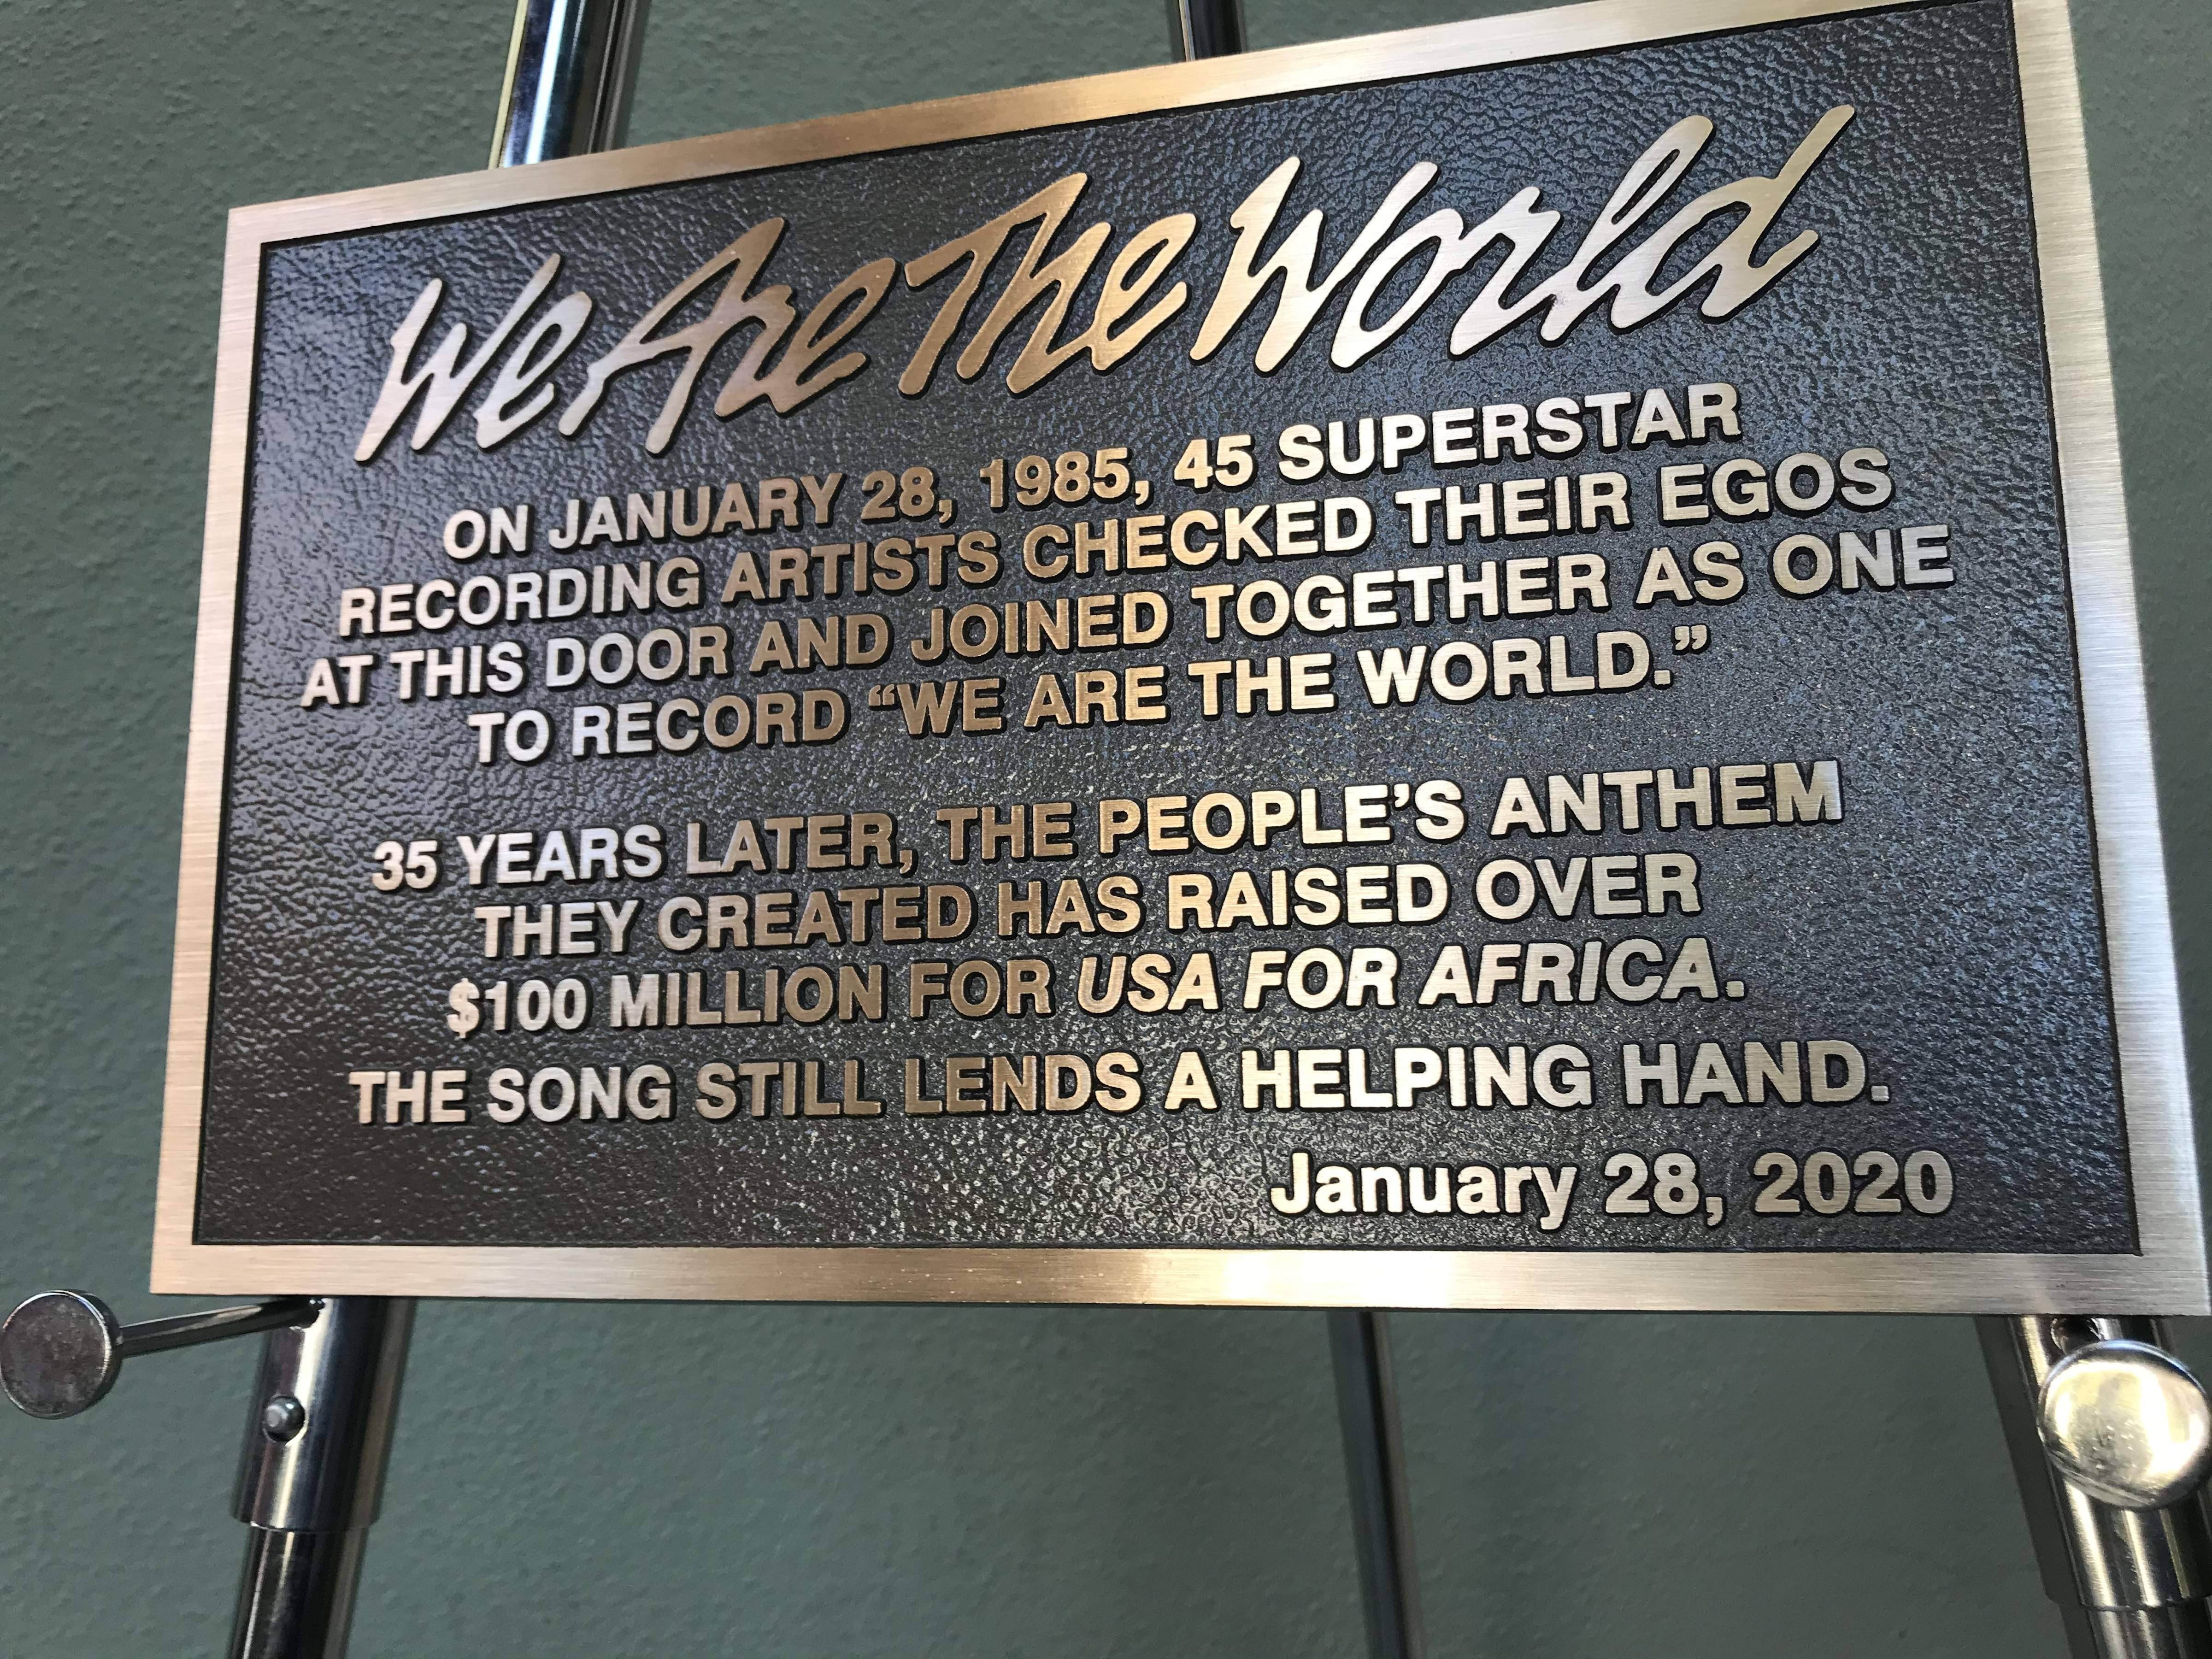 We Are The World
ON JANUARY 28, 1985, 45 SUPERSTAR
RECORDING ARTISTS CHECKED THEIR EGOS
AT THIS DOOR AND JOINED TOGETHER AS ONE
TO RECORD “WE ARE THE WORLD.”
35 YEARS LATER, THE PEOPLE’S ANTHEM
THEY CREATED HAS RAISED OVER
$100 MILLION FOR USA FOR AFRICA.
THE SONG STILL LENDS A HELPING HAND.
January 28, 2020